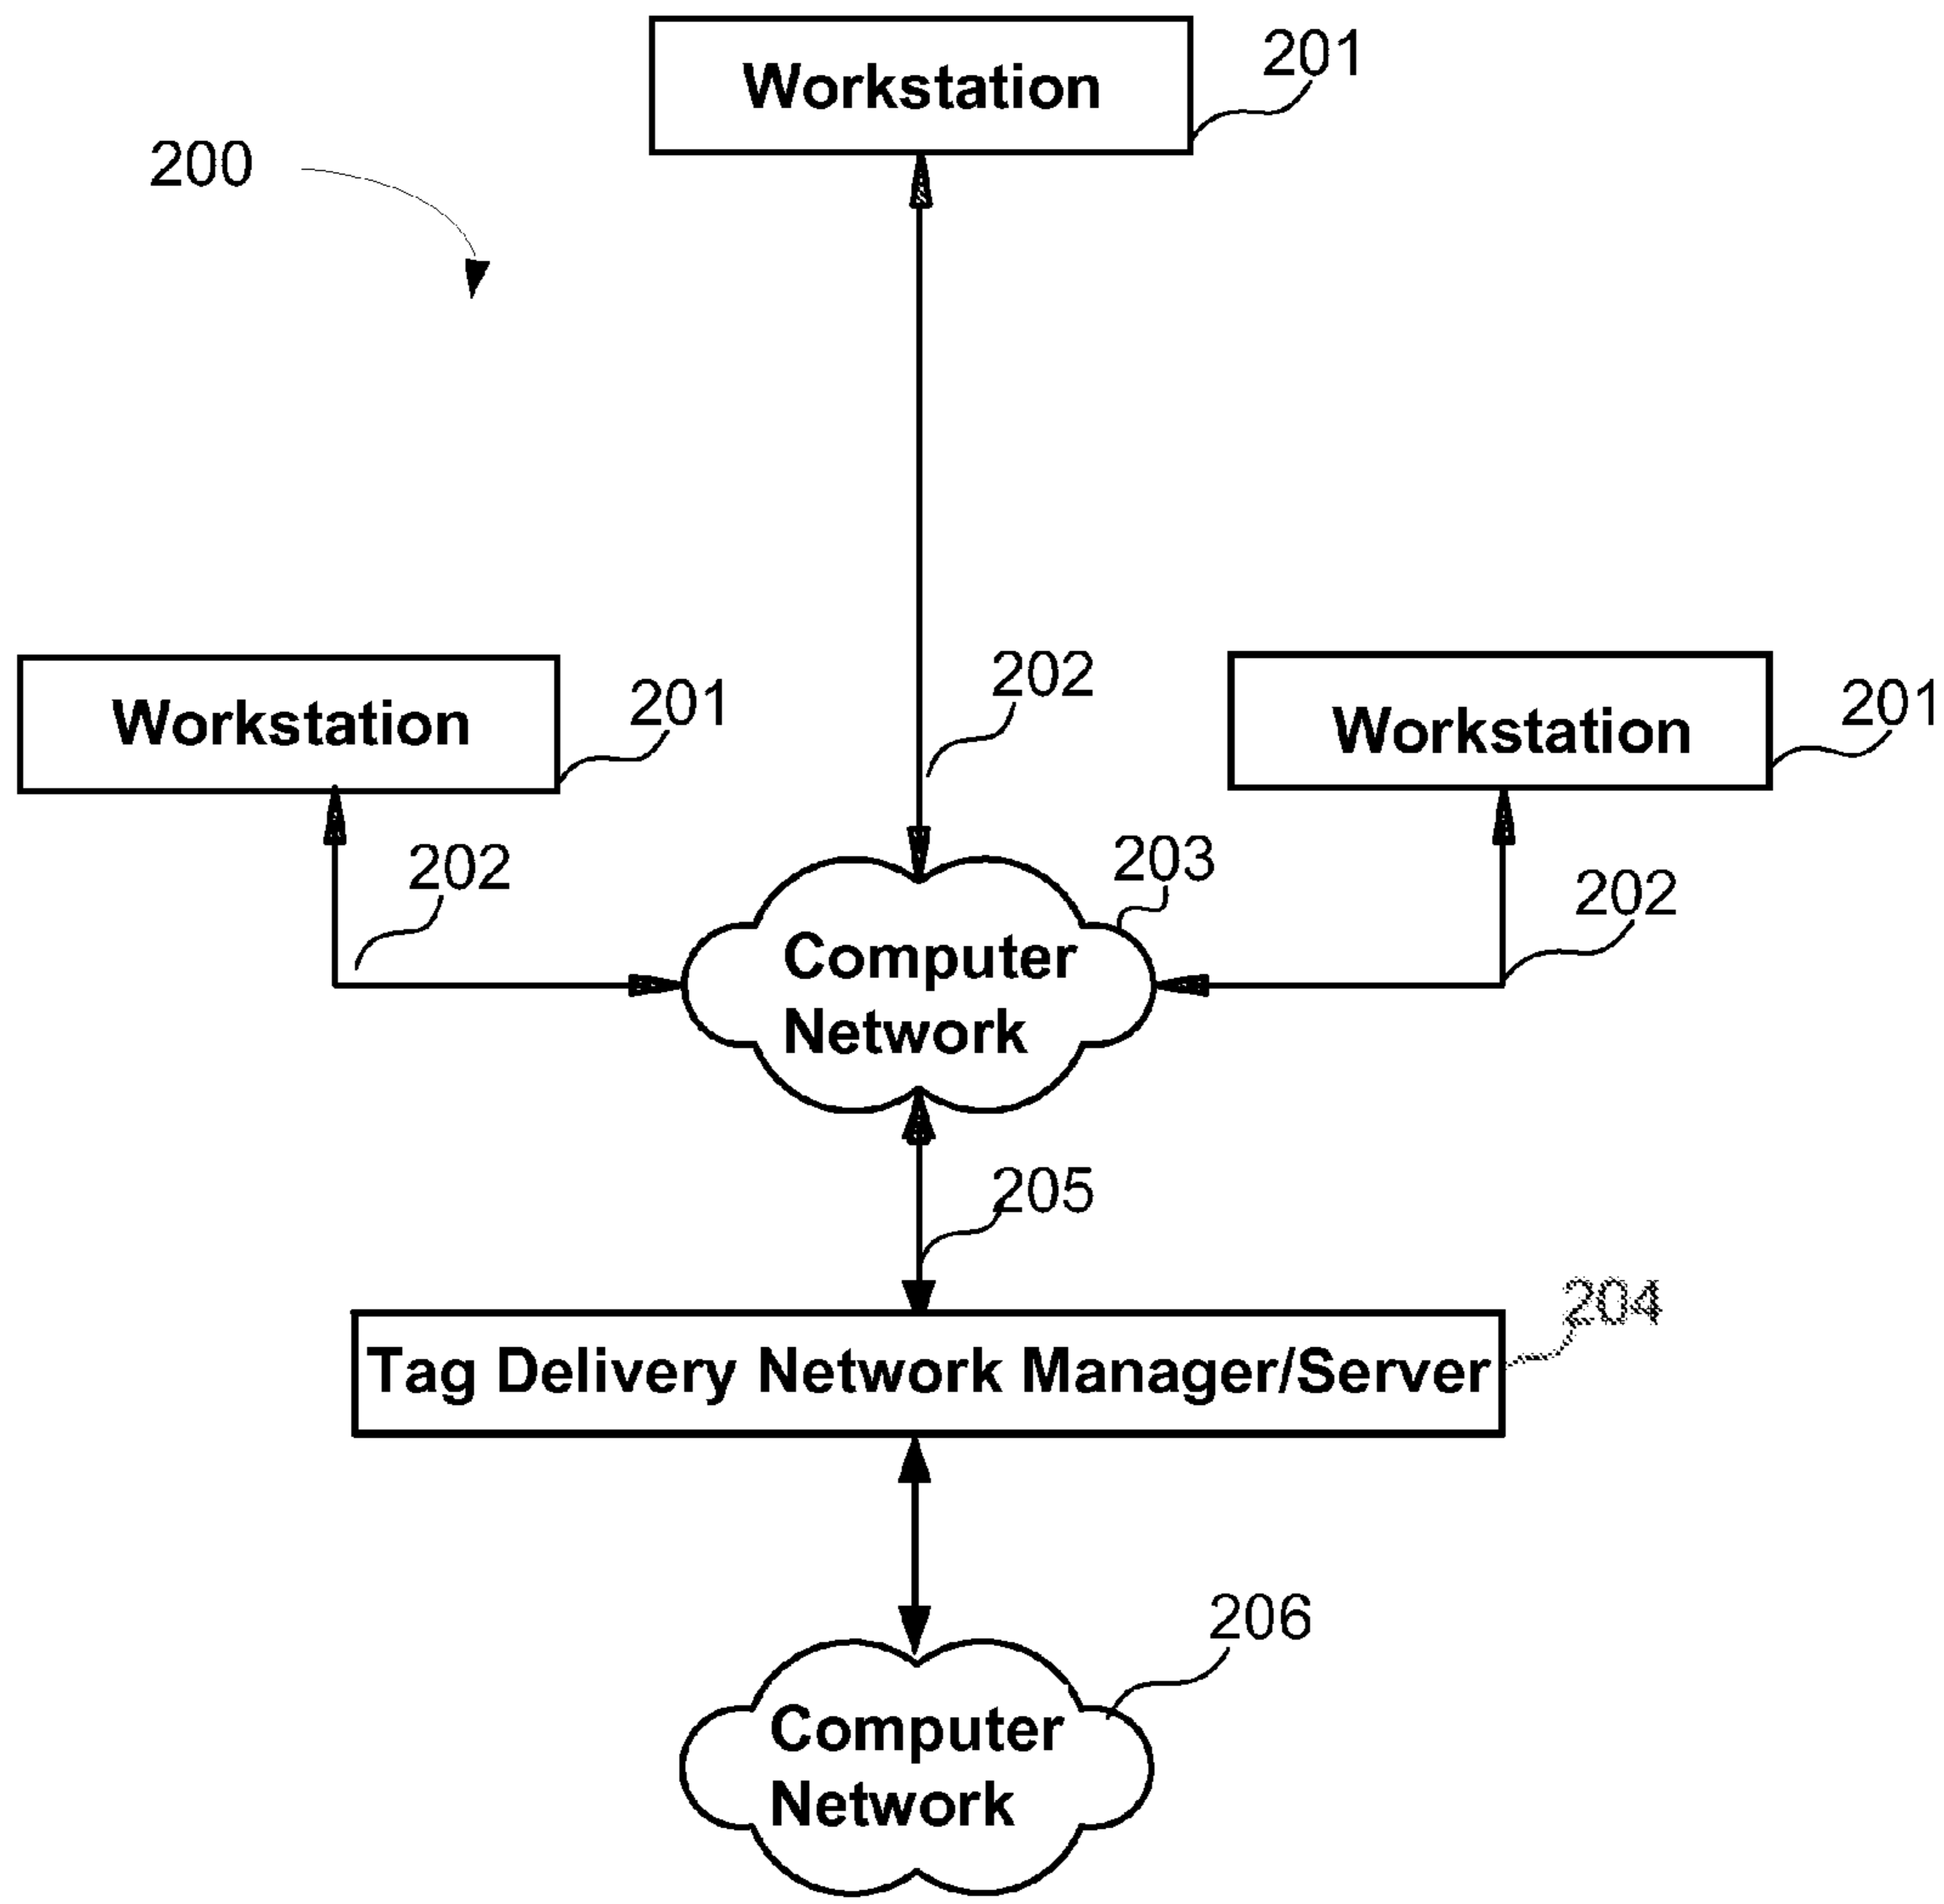 Workstation
201
200
Workstation
201
202
Workstation
201
202
203
202
Computer
Network
205
204
Tag Delivery Network Manager/Server
206
Computer
Network